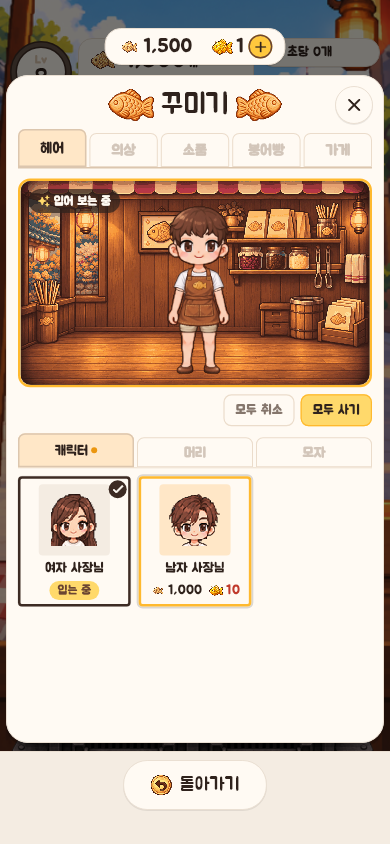 1,500 1
Lv
초당 0개
꾸미기
헤어 의상 소품 붕어빵 가게
입어 보는 중
모두 취소 모두 사기
캐릭터 머리 모자
여자 사장님 남자 사장님
입는 중 1,000 10
돌아가기